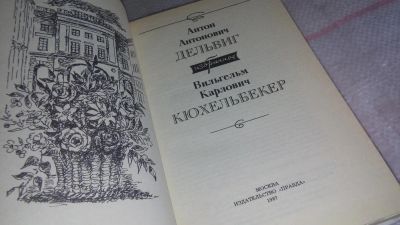 Антон
Антонович
ДЕЛЬВИГ
Избранное
Вильгельм
Карлович
КЮХЕЛЬБЕКЕР
МОСКВА
ИЗДАТЕЛЬСТВО «ПРАВДА»
1987